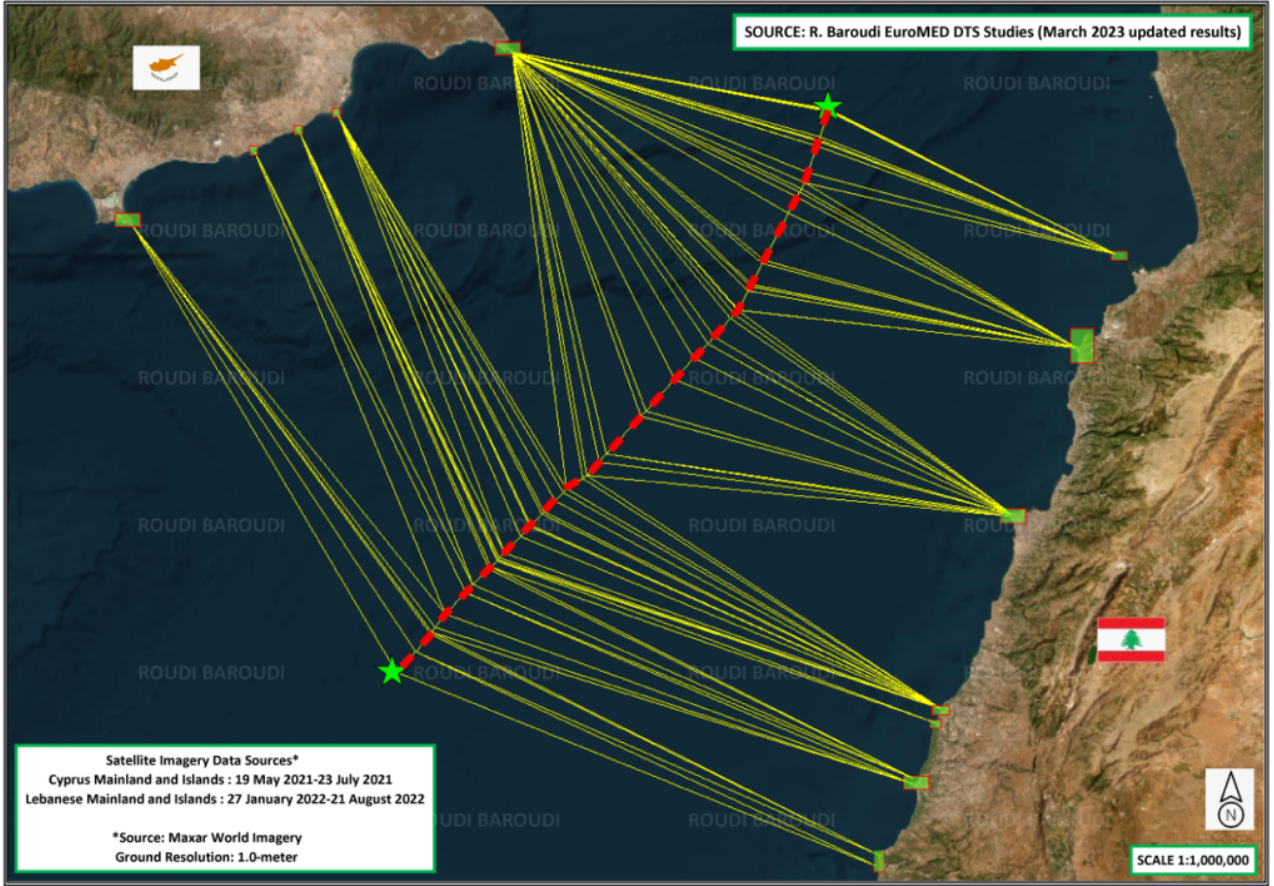 SOURCE: R. Baroudi EuroMED DTS Studies (March 2023 updated results)
ROUDI BAROUDI ROUDI BAROUDI ROUDI BAROUDI
ROUDI BAROUDI ROUDI BAROUDI ROUDI BAROUDI ROUDI BAROUDI
ROUDI BAROUDI ROUDI BAROUDI ROUDI BAROUDI ROUDI BAROUDI
ROUDI BAROUDI ROUDI BAROUDI ROUDI BAROUDI ROUDI
ROUDI BAROUDI ROUDI BAROUDI ROUDI BAROUDI
Satellite Imagery Data Sources*
Cyprus Mainland and Islands : 19 May 2021-23 July 2021
Lebanese Mainland and Islands : 27 January 2022-21 August 2022
*Source: Maxar World Imagery
Ground Resolution: 1.0-meter
BAROUDI ROUDI BAROUDI
N
SCALE 1:1,000,000